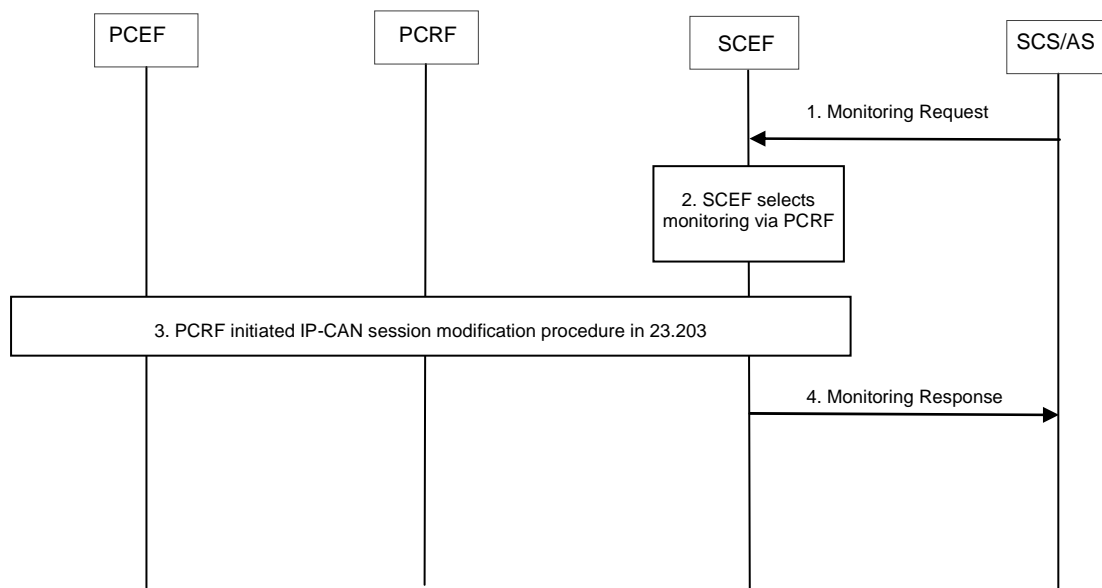 PCEF
PCRF
SCEF
SCS/AS
1. Monitoring Request
2. SCEF selects
monitoring via PCRF
3. PCRF initiated IP-CAN session modification procedure in 23.203
4. Monitoring Response